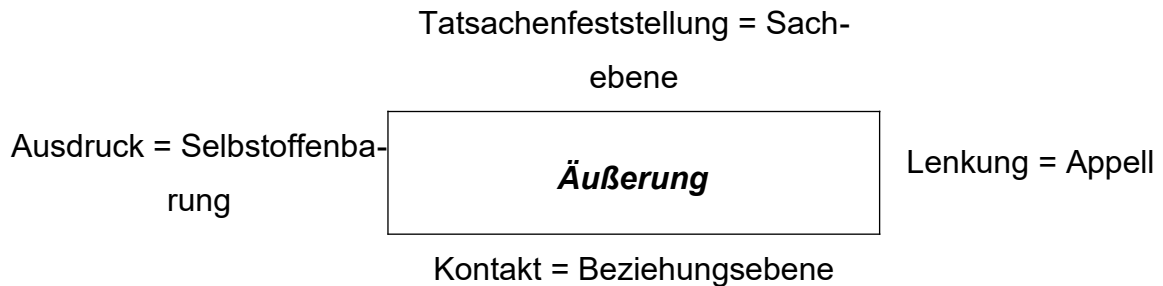 Tatsachenfeststellung = Sach-
ebene
Ausdruck = Selbstoffenba-
rung
Äußerung
Lenkung = Appell
Kontakt = Beziehungsebene